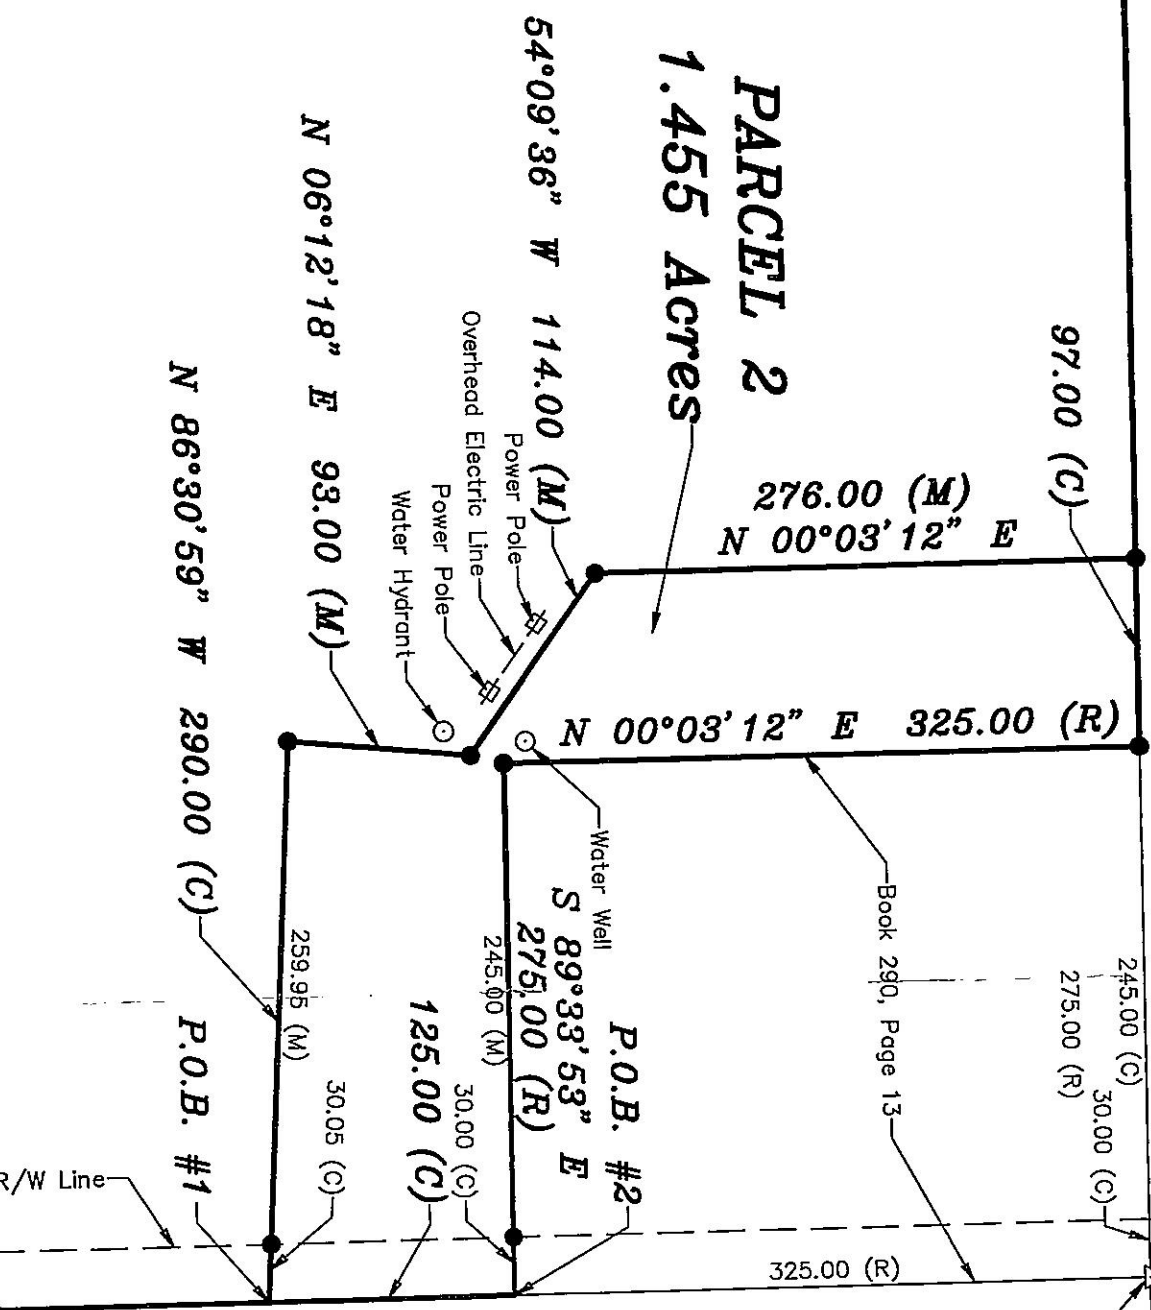 PARCEL 2
1.455 Acres
97.00 (C)
276.00 (M)
N 00°03'12" E
54°09'36" W 114.00 (M)
N 06°12'18" E 93.00 (M)
N 86°30'59" W 290.00 (C)
Power Pole
Overhead Electric Line
Power Pole
Water Hydrant
N 00°03'12" E 325.00 (R)
Water Well
Book 290, Page 13
S 89°33'53" E
275.00 (R)
245.00 (M)
245.00 (C)
275.00 (R)
30.00 (C)
259.95 (M)
125.00 (C)
30.00 (C)
30.05 (C)
P.O.B. #2
P.O.B. #1
R/W Line
325.00 (R)